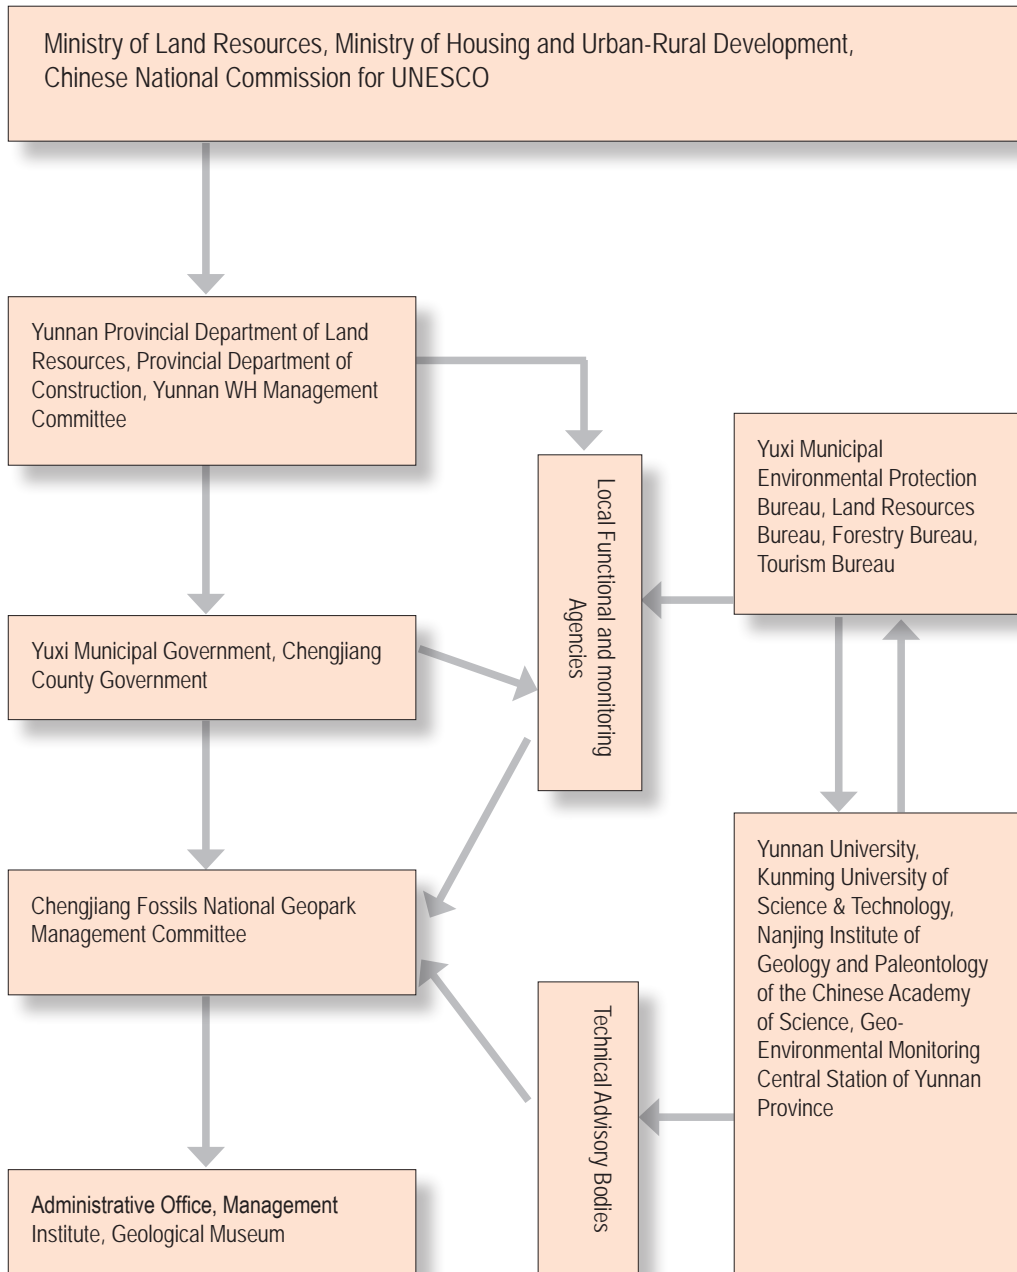 Ministry of Land Resources, Ministry of Housing and Urban-Rural Development,
Chinese National Commission for UNESCO
Yunnan Provincial Department of Land
Resources, Provincial Department of
Construction, Yunnan WH Management
Committee
Local Functional and monitoring
Agencies
Yuxi Municipal
Environmental Protection
Bureau, Land Resources
Bureau, Forestry Bureau,
Tourism Bureau
Yuxi Municipal Government, Chengjiang
County Government
Chengjiang Fossils National Geopark
Management Committee
Yunnan University,
Kunming University of
Science & Technology,
Nanjing Institute of
Geology and Paleontology
of the Chinese Academy
of Science, Geo-
Environmental Monitoring
Central Station of Yunnan
Province
Technical Advisory Bodies
Administrative Office, Management
Institute, Geological Museum